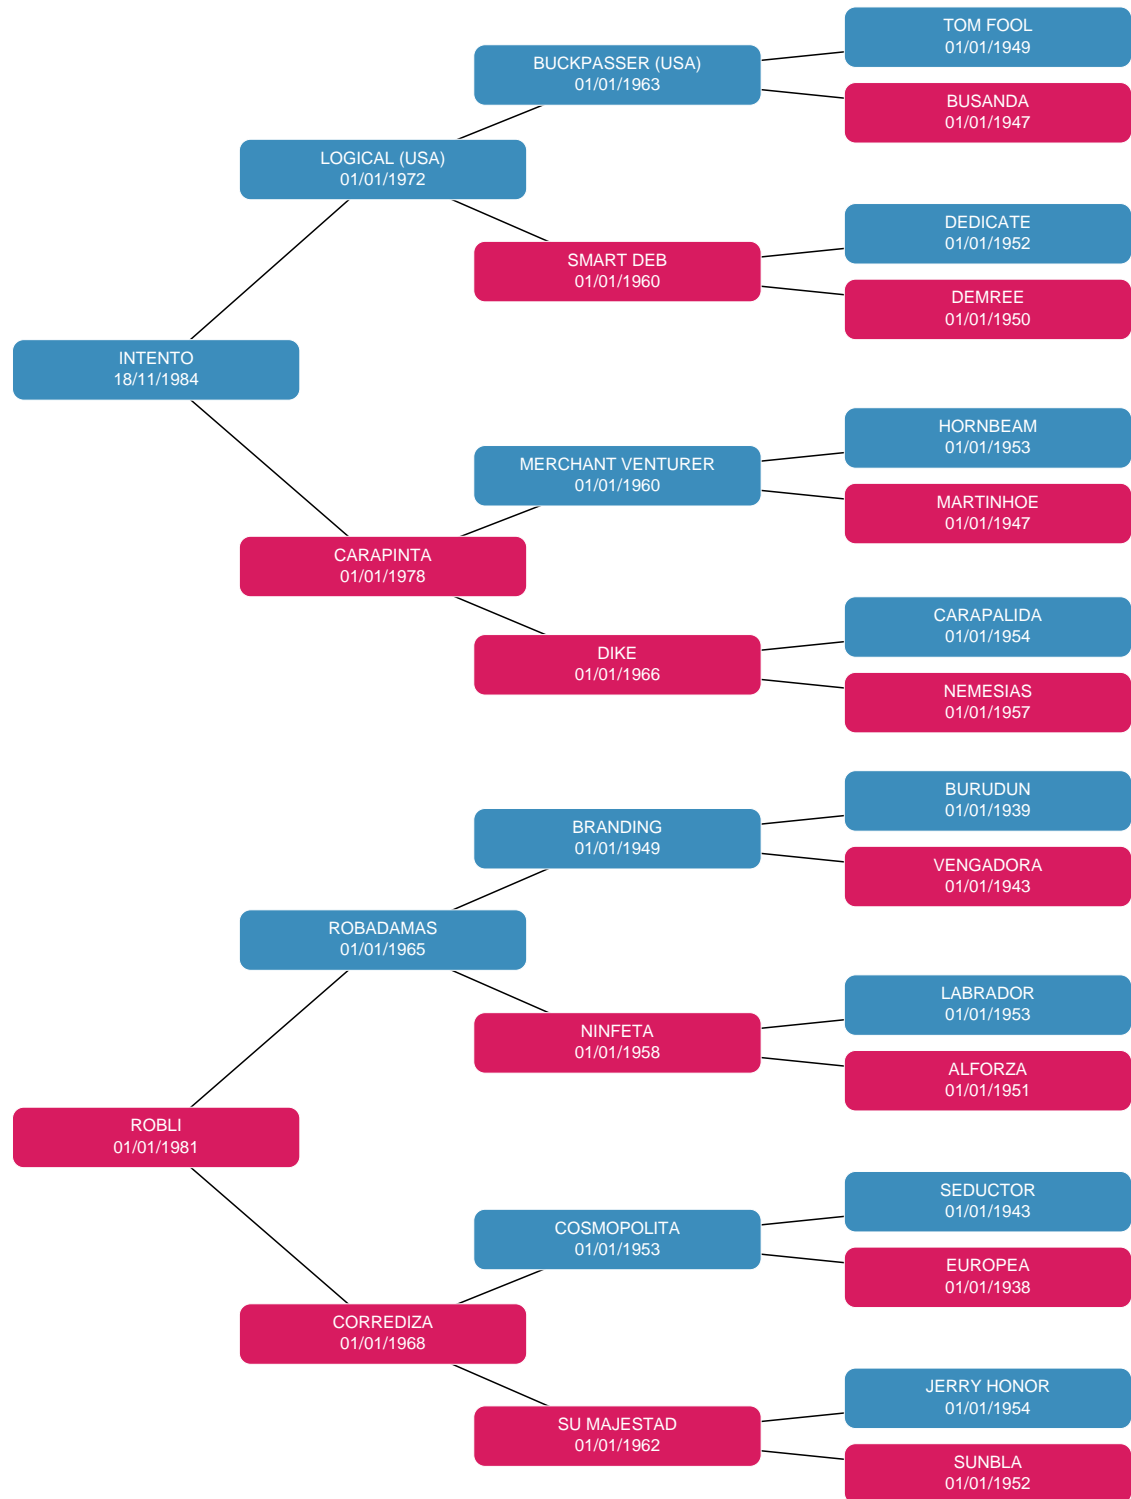 TOM FOOL
01/01/1949
BUCKPASSER (USA)
01/01/1963
BUSANDA
01/01/1947
LOGICAL (USA)
01/01/1972
DEDICATE
01/01/1952
SMART DEB
01/01/1960
DEMREE
01/01/1950
INTENTO
18/11/1984
HORNBEAM
01/01/1953
MERCHANT VENTURER
01/01/1960
MARTINHOE
01/01/1947
CARAPINTA
01/01/1978
CARAPALIDA
01/01/1954
DIKE
01/01/1966
NEMESIAS
01/01/1957
BURUDUN
01/01/1939
BRANDING
01/01/1949
VENGADORA
01/01/1943
ROBADAMAS
01/01/1965
LABRADOR
01/01/1953
NINFETA
01/01/1958
ALFORZA
01/01/1951
ROBLI
01/01/1981
SEDUCTOR
01/01/1943
COSMOPOLITA
01/01/1953
EUROPEA
01/01/1938
CORREDIZA
01/01/1968
JERRY HONOR
01/01/1954
SU MAJESTAD
01/01/1962
SUNBLA
01/01/1952